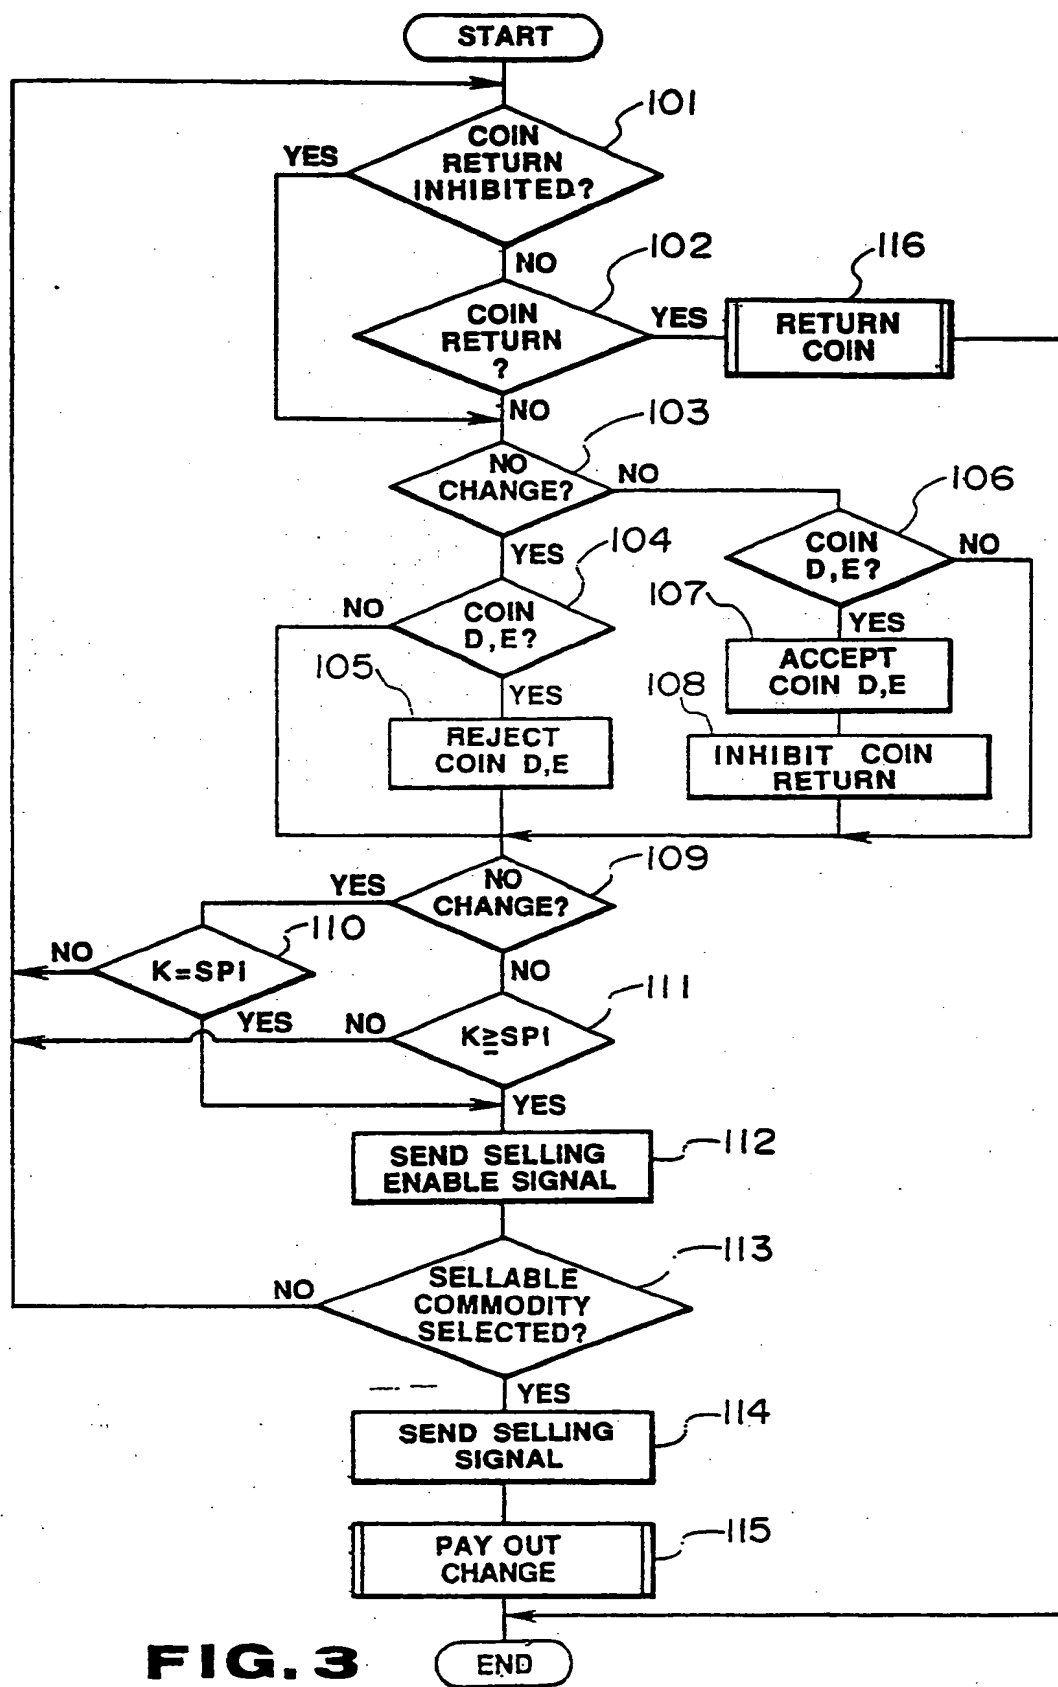 START
101
COIN
RETURN
INHIBITED?
YES
NO
102
116
COIN
RETURN
?
YES
RETURN
COIN
NO
103
NO
CHANGE?
NO
106
YES
104
COIN
D,E?
NO
NO
COIN
D,E?
107
YES
105
YES
ACCEPT
COIN D,E
108
REJECT
COIN D,E
INHIBIT COIN
RETURN
109
YES
NO
CHANGE?
110
NO
K=SPi
NO
111
YES
NO
K≧SPi
YES
112
SEND SELLING
ENABLE SIGNAL
113
NO
SELLABLE
COMMODITY
SELECTED?
YES
114
SEND SELLING
SIGNAL
115
PAY OUT
CHANGE
FIG. 3
END